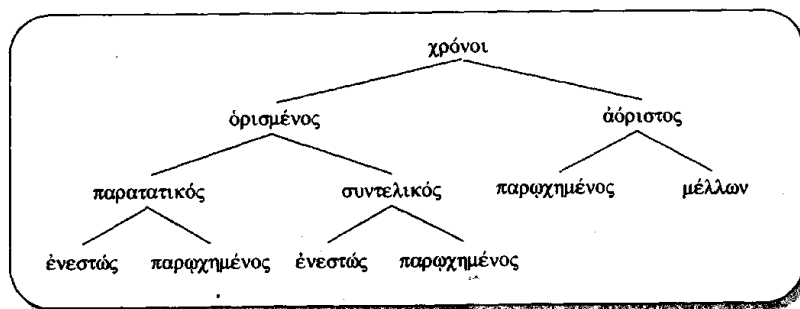 χρόνοι
ὁρισμένος ἀόριστος
παρατατικός συντελικός παρῳχημένος μέλλων
ἐνεστώς παρῳχημένος ἐνεστώς παρῳχημένος